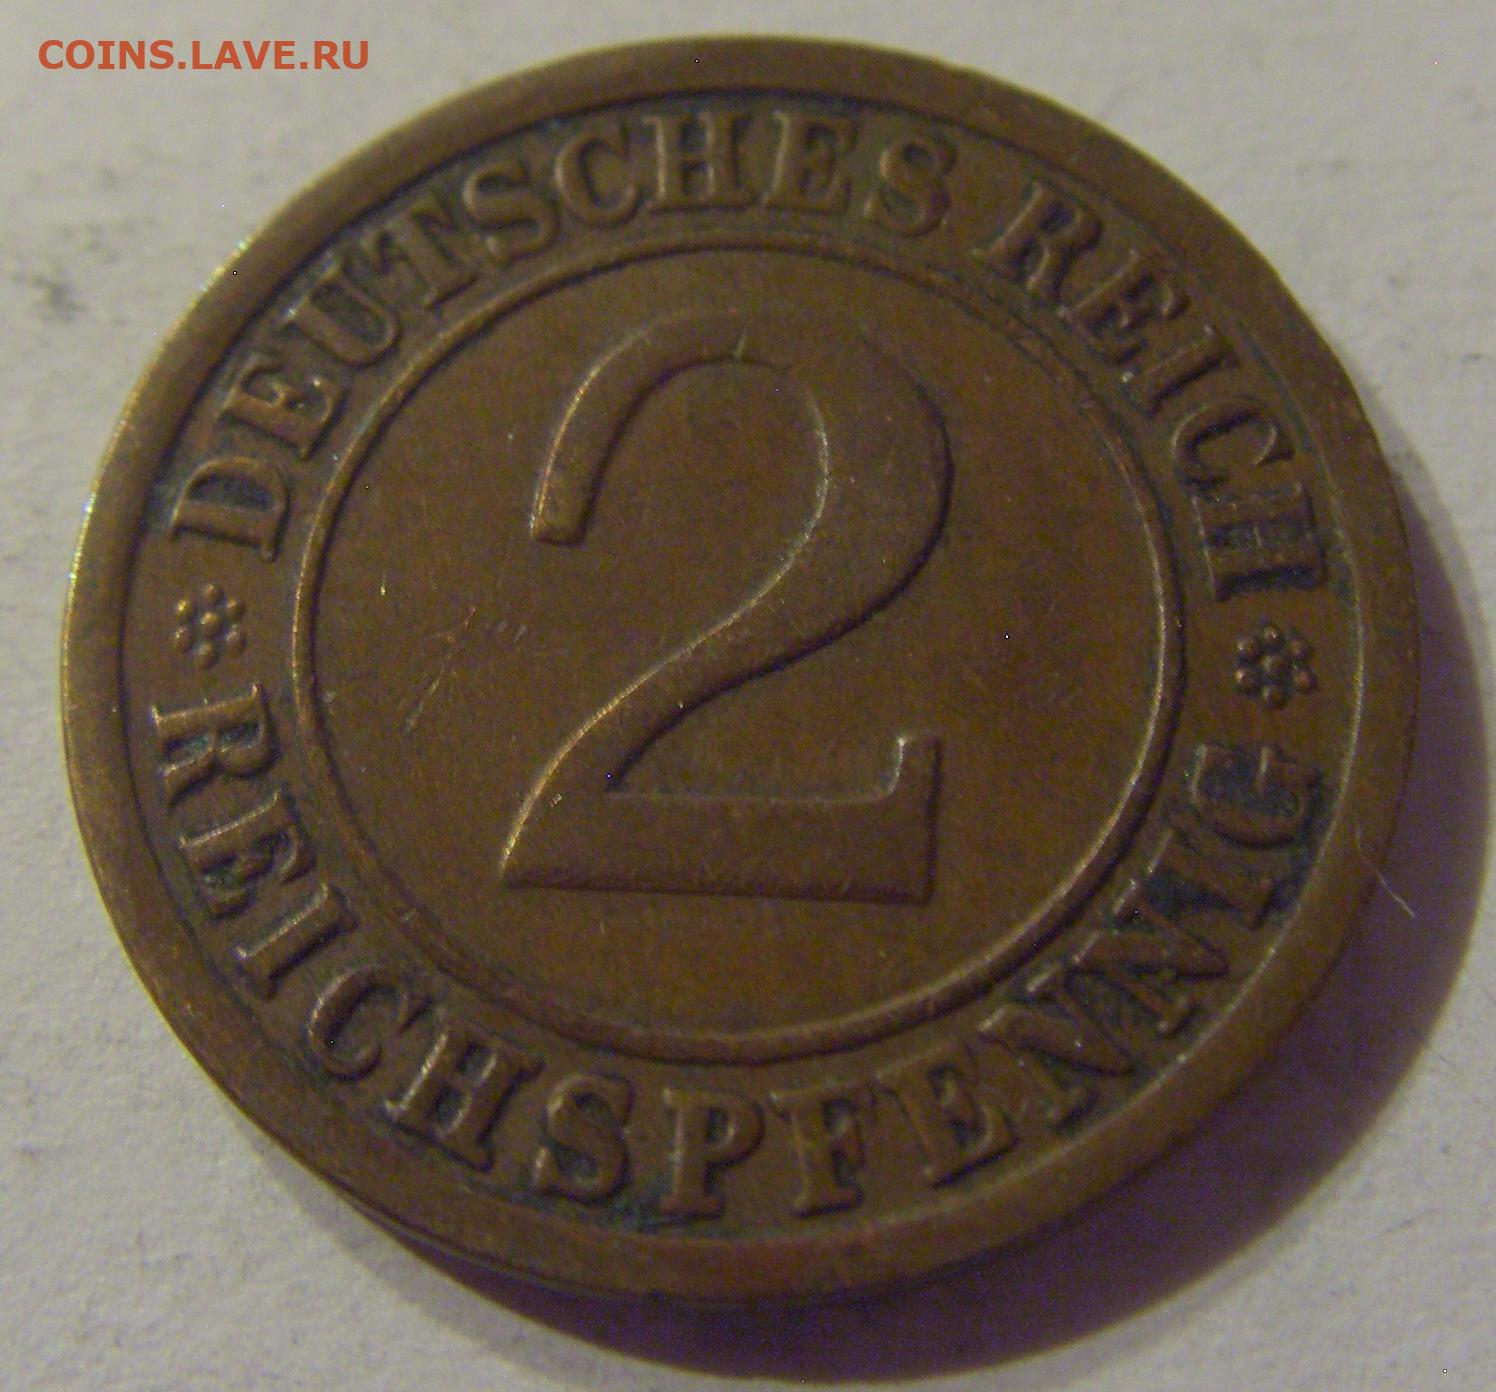 COINS.LAVE.RU
DEUTSCHES REICH
2
REICHSPFENNIG